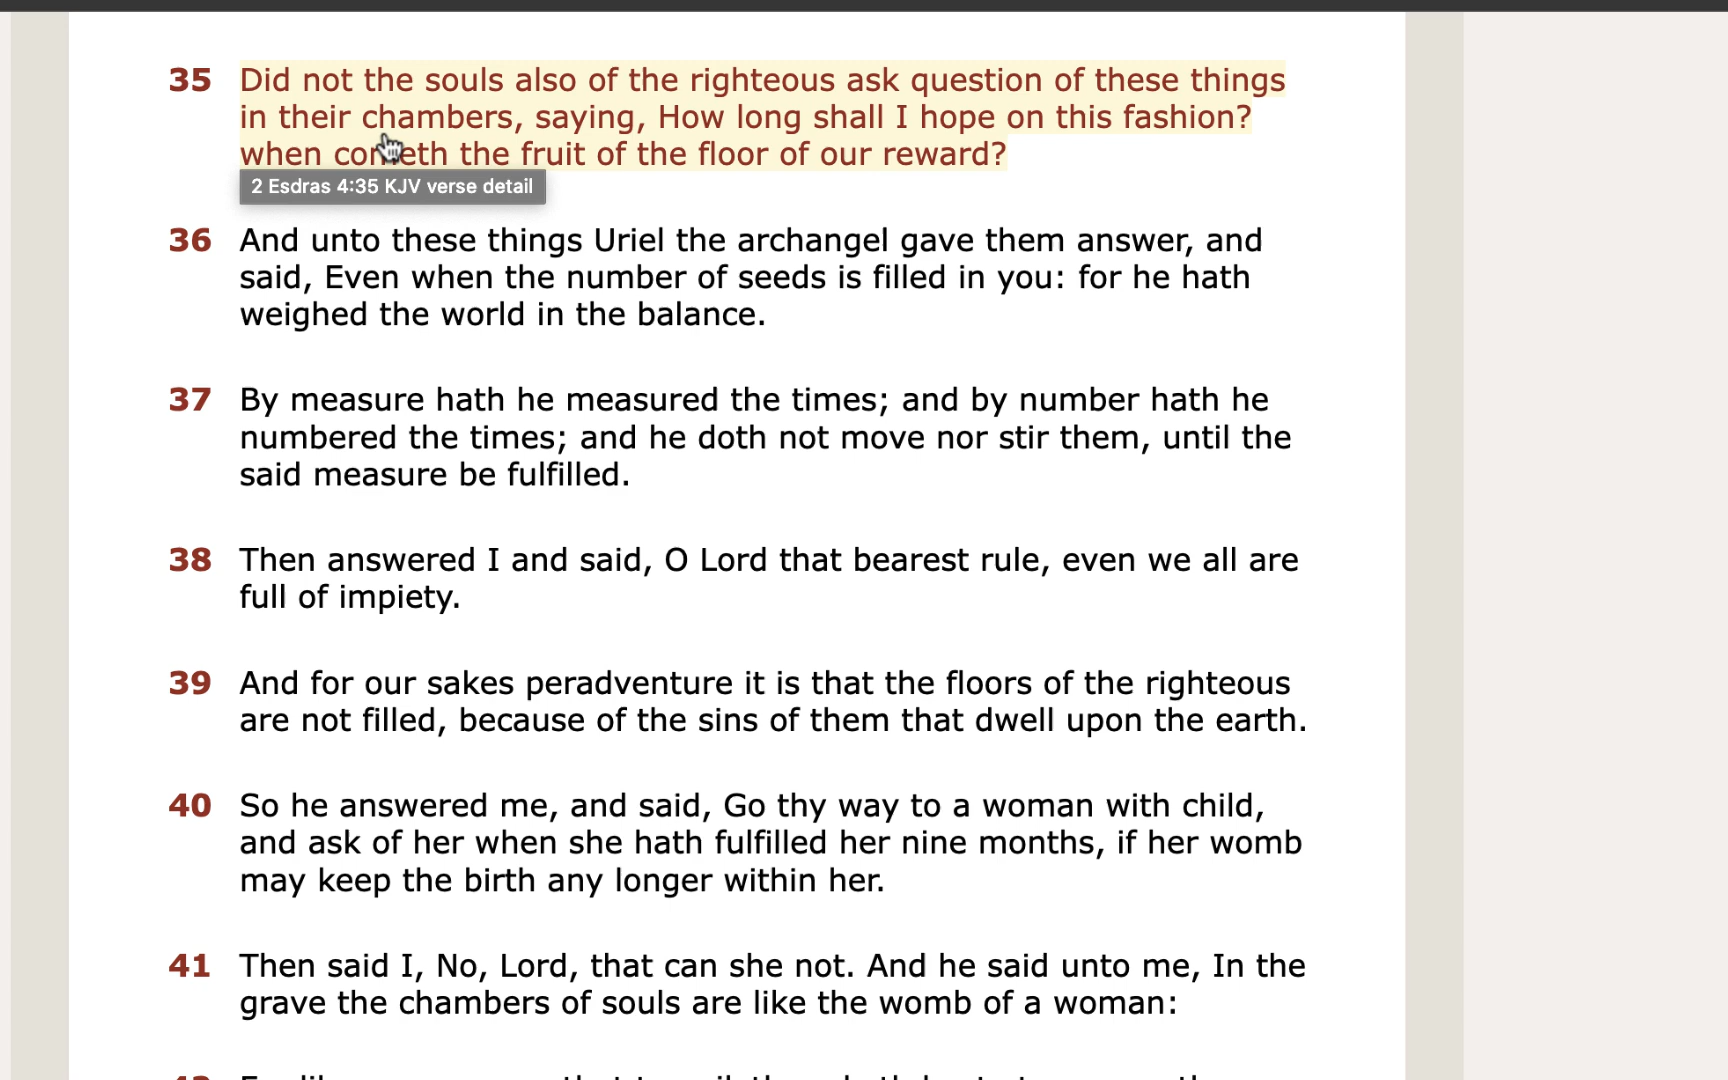 35 Did not the souls also of the righteous ask question of these things
in their chambers, saying, How long shall I hope on this fashion?
when cometh the fruit of the floor of our reward?
2 Esdras 4:35 KJV verse detail
36 And unto these things Uriel the archangel gave them answer, and
said, Even when the number of seeds is filled in you: for he hath
weighed the world in the balance.
37 By measure hath he measured the times; and by number hath he
numbered the times; and he doth not move nor stir them, until the
said measure be fulfilled.
38 Then answered I and said, O Lord that bearest rule, even we all are
full of impiety.
39 And for our sakes peradventure it is that the floors of the righteous
are not filled, because of the sins of them that dwell upon the earth.
40 So he answered me, and said, Go thy way to a woman with child,
and ask of her when she hath fulfilled her nine months, if her womb
may keep the birth any longer within her.
41 Then said I, No, Lord, that can she not. And he said unto me, In the
grave the chambers of souls are like the womb of a woman: